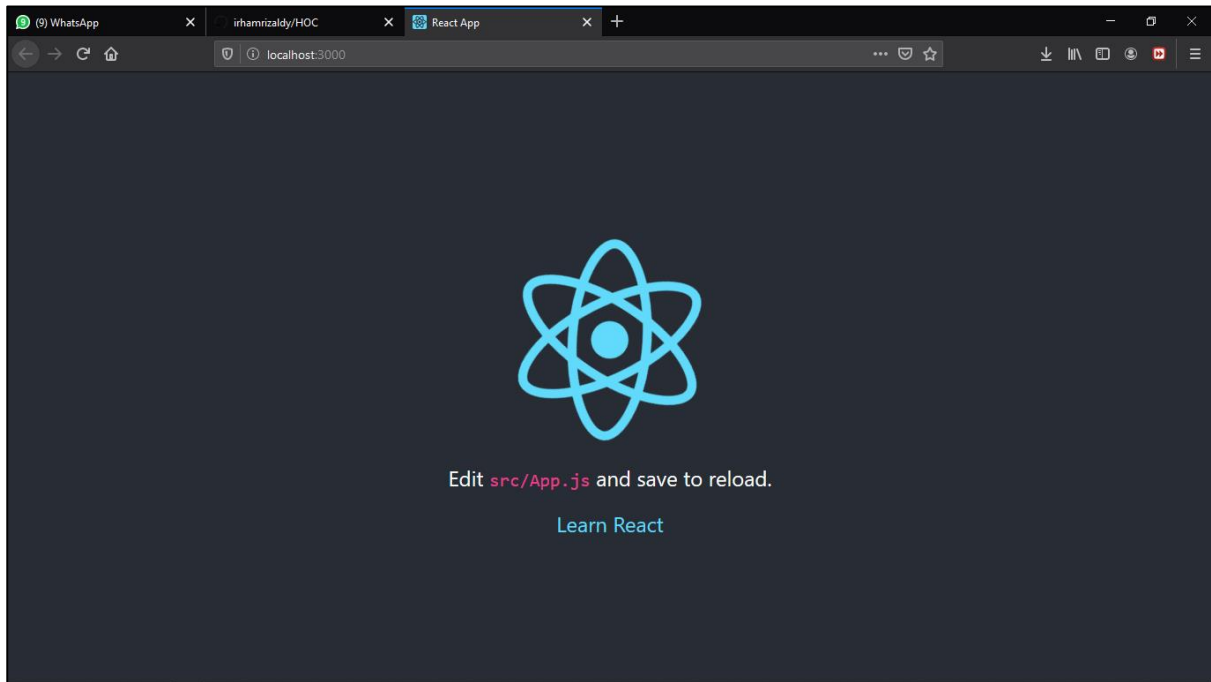 (9) WhatsApp
irhamrizaldy/HOC
React App
localhost:3000
Edit src/App.js and save to reload.
Learn React